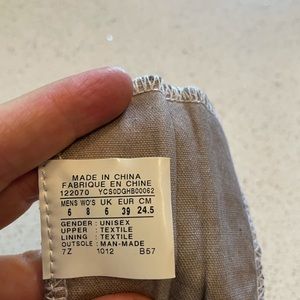 MADE IN CHINA
FABRIQUE EN CHINE
122070 YCS0DGHB00062
MENS WO'S UK EUR CM
6 8 6 39 24.5
GENDER : UNISEX
UPPER : TEXTILE
LINING : TEXTILE
OUTSOLE : MAN-MADE
7Z 1012 B57